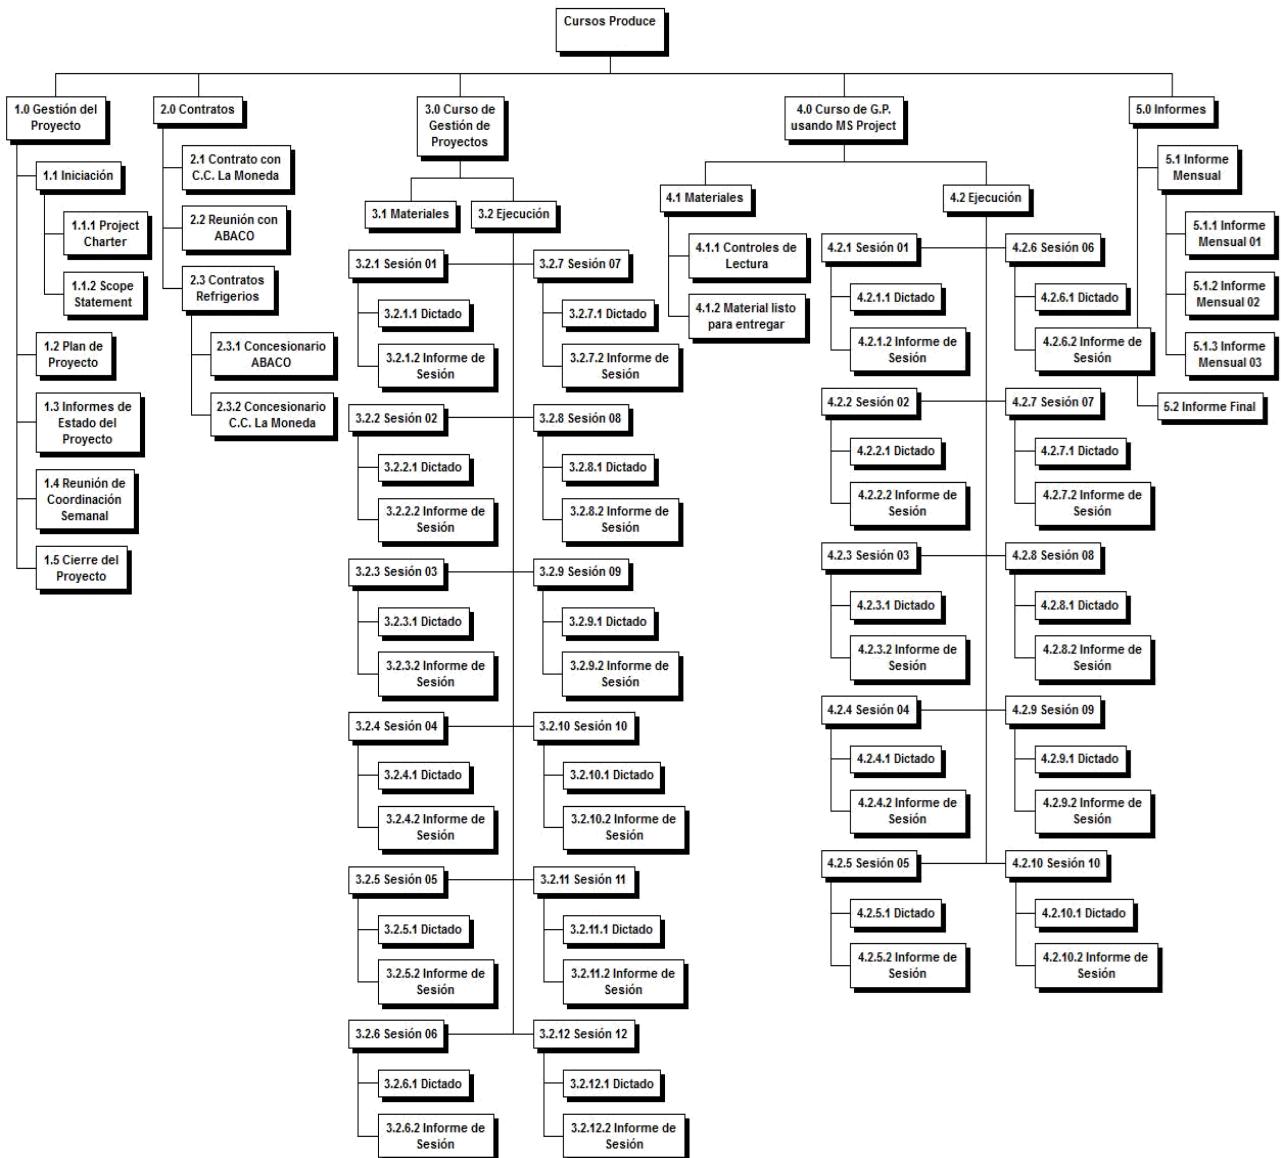 Cursos Produce
1.0 Gestión del
Proyecto
1.1 Iniciación
1.1.1 Project
Charter
1.1.2 Scope
Statement
1.2 Plan de
Proyecto
1.3 Informes de
Estado del
Proyecto
1.4 Reunión de
Coordinación
Semanal
1.5 Cierre del
Proyecto
2.0 Contratos
2.1 Contrato con
C.C. La Moneda
2.2 Reunión con
ABACO
2.3 Contratos
Refrigerios
2.3.1 Concesionario
ABACO
2.3.2 Concesionario
C.C. La Moneda
3.0 Curso de
Gestión de
Proyectos
3.1 Materiales
3.2 Ejecución
3.2.1 Sesión 01
3.2.1.1 Dictado
3.2.1.2 Informe de
Sesión
3.2.2 Sesión 02
3.2.2.1 Dictado
3.2.2.2 Informe de
Sesión
3.2.3 Sesión 03
3.2.3.1 Dictado
3.2.3.2 Informe de
Sesión
3.2.4 Sesión 04
3.2.4.1 Dictado
3.2.4.2 Informe de
Sesión
3.2.5 Sesión 05
3.2.5.1 Dictado
3.2.5.2 Informe de
Sesión
3.2.6 Sesión 06
3.2.6.1 Dictado
3.2.6.2 Informe de
Sesión
3.2.7 Sesión 07
3.2.7.1 Dictado
3.2.7.2 Informe de
Sesión
3.2.8 Sesión 08
3.2.8.1 Dictado
3.2.8.2 Informe de
Sesión
3.2.9 Sesión 09
3.2.9.1 Dictado
3.2.9.2 Informe de
Sesión
3.2.10 Sesión 10
3.2.10.1 Dictado
3.2.10.2 Informe de
Sesión
3.2.11 Sesión 11
3.2.11.1 Dictado
3.2.11.2 Informe de
Sesión
3.2.12 Sesión 12
3.2.12.1 Dictado
3.2.12.2 Informe de
Sesión
4.0 Curso de G.P.
usando MS Project
4.1 Materiales
4.1.1 Controles de
Lectura
4.1.2 Material listo
para entregar
4.2 Ejecución
4.2.1 Sesión 01
4.2.1.1 Dictado
4.2.1.2 Informe de
Sesión
4.2.2 Sesión 02
4.2.2.1 Dictado
4.2.2.2 Informe de
Sesión
4.2.3 Sesión 03
4.2.3.1 Dictado
4.2.3.2 Informe de
Sesión
4.2.4 Sesión 04
4.2.4.1 Dictado
4.2.4.2 Informe de
Sesión
4.2.5 Sesión 05
4.2.5.1 Dictado
4.2.5.2 Informe de
Sesión
4.2.6 Sesión 06
4.2.6.1 Dictado
4.2.6.2 Informe de
Sesión
4.2.7 Sesión 07
4.2.7.1 Dictado
4.2.7.2 Informe de
Sesión
4.2.8 Sesión 08
4.2.8.1 Dictado
4.2.8.2 Informe de
Sesión
4.2.9 Sesión 09
4.2.9.1 Dictado
4.2.9.2 Informe de
Sesión
4.2.10 Sesión 10
4.2.10.1 Dictado
4.2.10.2 Informe de
Sesión
5.0 Informes
5.1 Informe
Mensual
5.1.1 Informe
Mensual 01
5.1.2 Informe
Mensual 02
5.1.3 Informe
Mensual 03
5.2 Informe Final